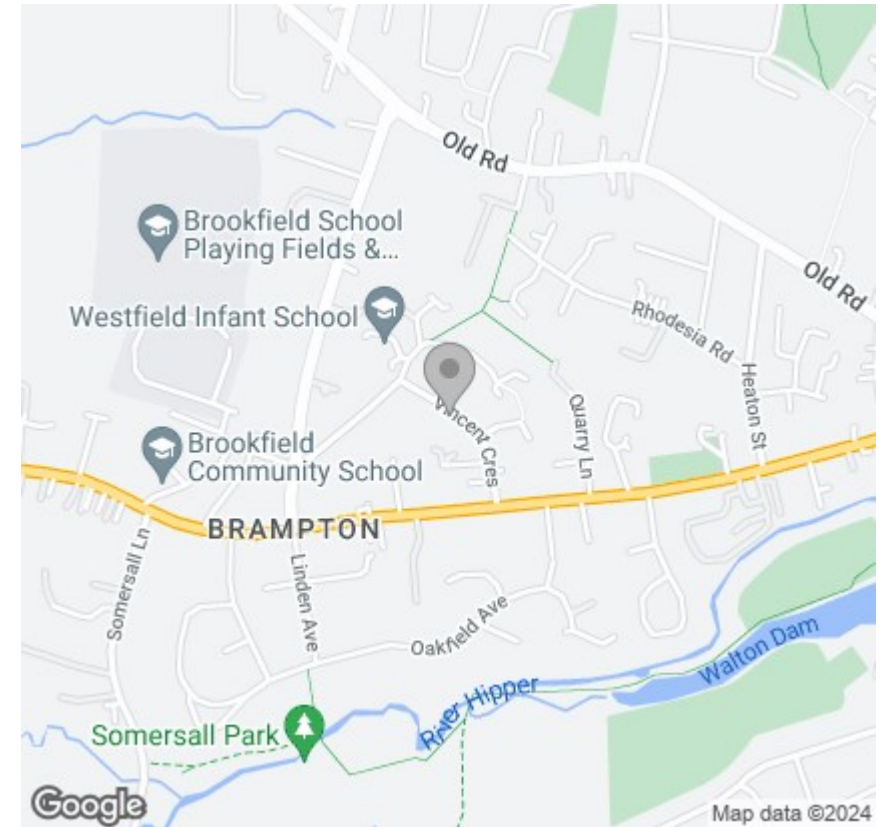 Old Rd
Brookfield School
Playing Fields &...
Old Rd
Westfield Infant School
Rhodesia Rd
Vincent Cres
Heaton St
Quarry Ln
Brookfield
Community School
BRAMPTON
Somersall Ln
Linden Ave
Oakfield Ave
Walton Dam
River Hipper
Somersall Park
Google
Map data ©2024